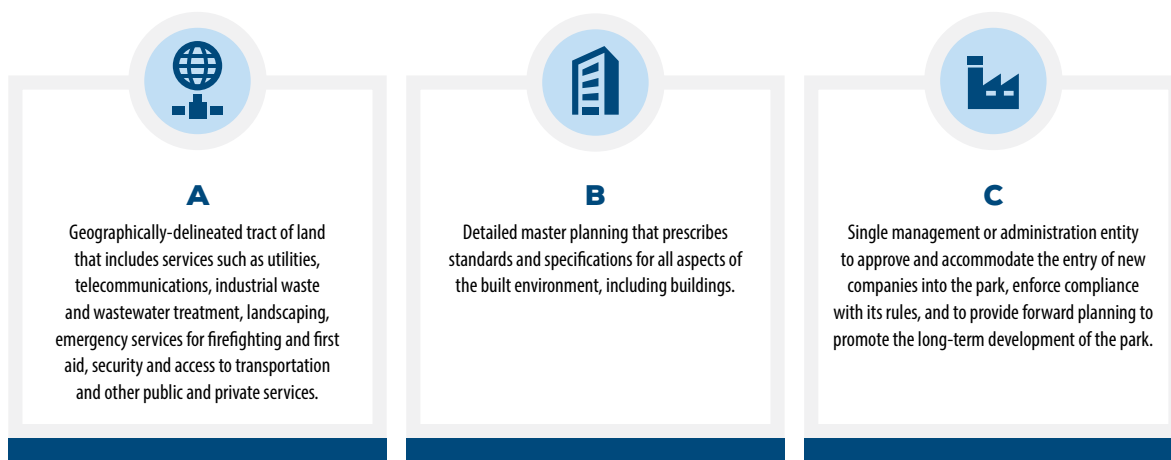 A
Geographically-delineated tract of land
that includes services such as utilities,
telecommunications, industrial waste
and wastewater treatment, landscaping,
emergency services for firefighting and first
aid, security and access to transportation
and other public and private services.
B
Detailed master planning that prescribes
standards and specifications for all aspects of
the built environment, including buildings.
C
Single management or administration entity
to approve and accommodate the entry of new
companies into the park, enforce compliance
with its rules, and to provide forward planning to
promote the long-term development of the park.